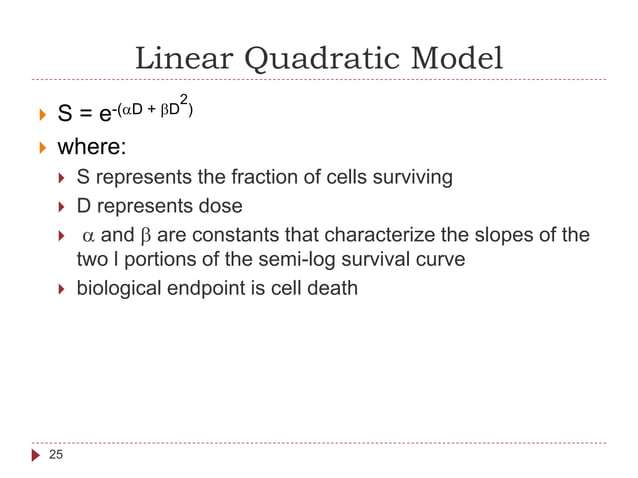 Linear Quadratic Model
S = e-(αD + βD2)
where:
S represents the fraction of cells surviving
D represents dose
α and β are constants that characterize the slopes of the
two l portions of the semi-log survival curve
biological endpoint is cell death
25